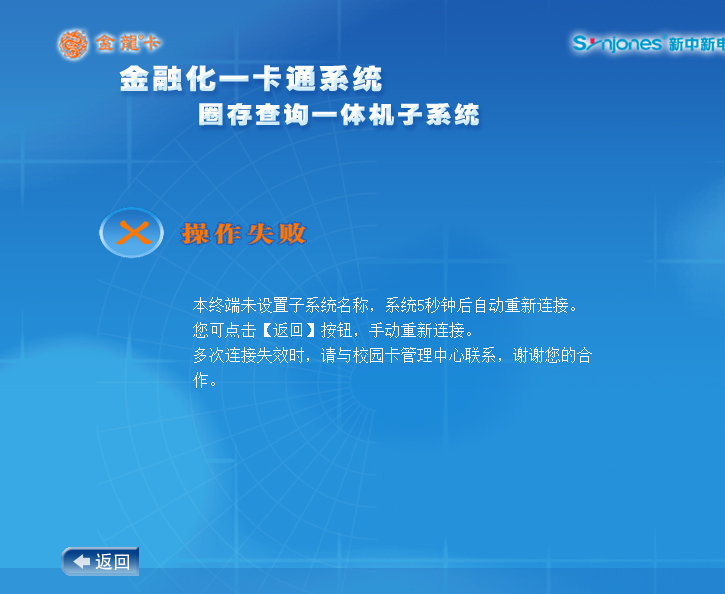 金龍卡
Synjones 新中新电
金融化一卡通系统
圈存查询一体机子系统
操作失败
本终端未设置子系统名称，系统5秒钟后自动重新连接。
您可点击【返回】按钮，手动重新连接。
多次连接失效时，请与校园卡管理中心联系，谢谢您的合
作。
返回